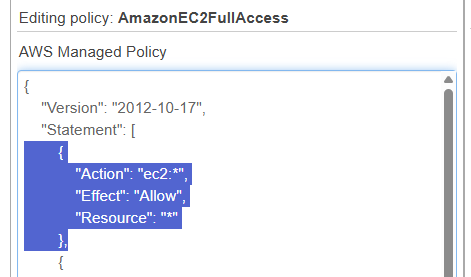 Editing policy: AmazonEC2FullAccess
AWS Managed Policy
{
"Version": "2012-10-17",
"Statement": [
{
"Action": "ec2:*",
"Effect": "Allow",
"Resource": "*"
},
{